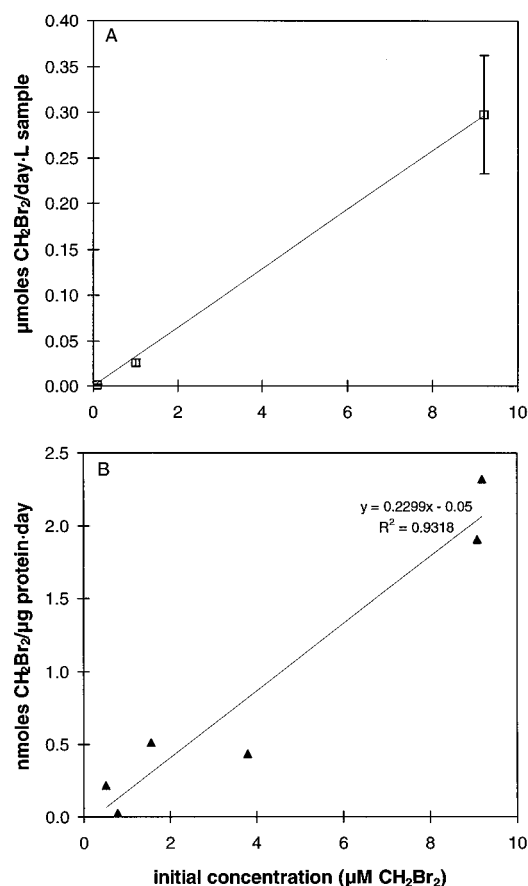 A
µmoles CH₂Br₂/day·L sample
0.40
0.35
0.30
0.25
0.20
0.15
0.10
0.05
0.00
0 2 4 6 8 10
B
nmoles CH₂Br₂/µg protein·day
2.5
2.0
1.5
1.0
0.5
0.0
y = 0.2299x - 0.05
R² = 0.9318
0 2 4 6 8 10
initial concentration (µM CH₂Br₂)